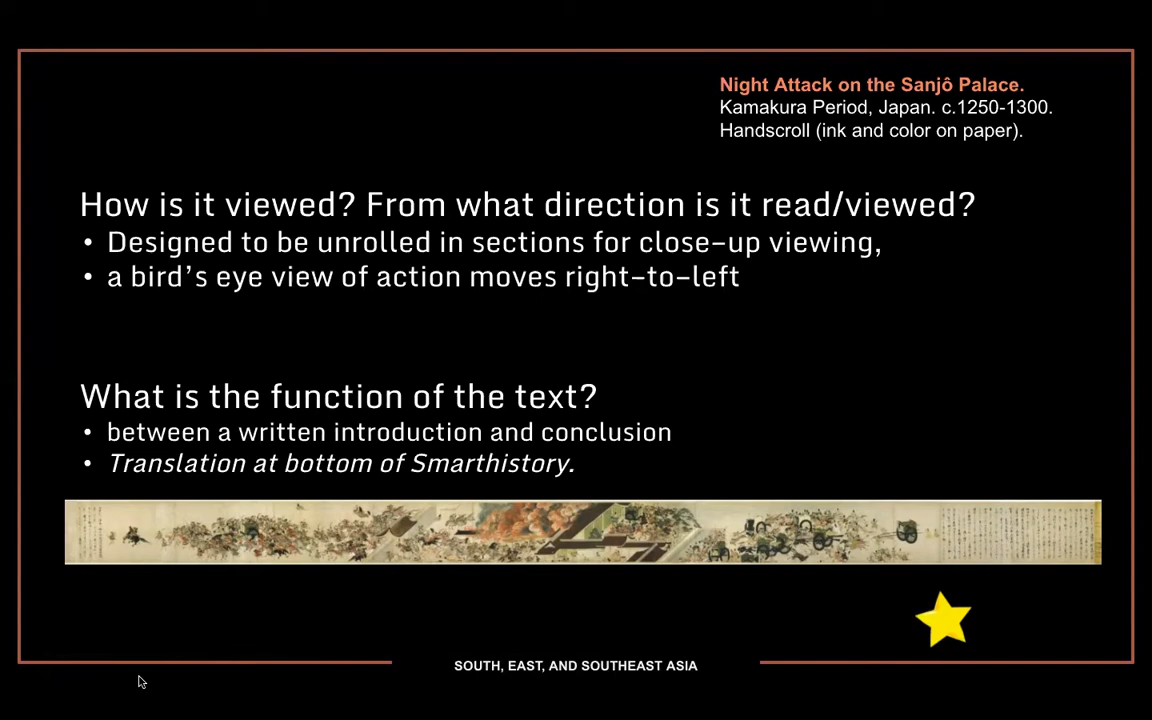 Night Attack on the Sanjô Palace.
Kamakura Period, Japan. c.1250-1300.
Handscroll (ink and color on paper).
How is it viewed? From what direction is it read/viewed?
• Designed to be unrolled in sections for close-up viewing,
• a bird's eye view of action moves right-to-left
What is the function of the text?
• between a written introduction and conclusion
• Translation at bottom of Smarthistory.
SOUTH, EAST, AND SOUTHEAST ASIA